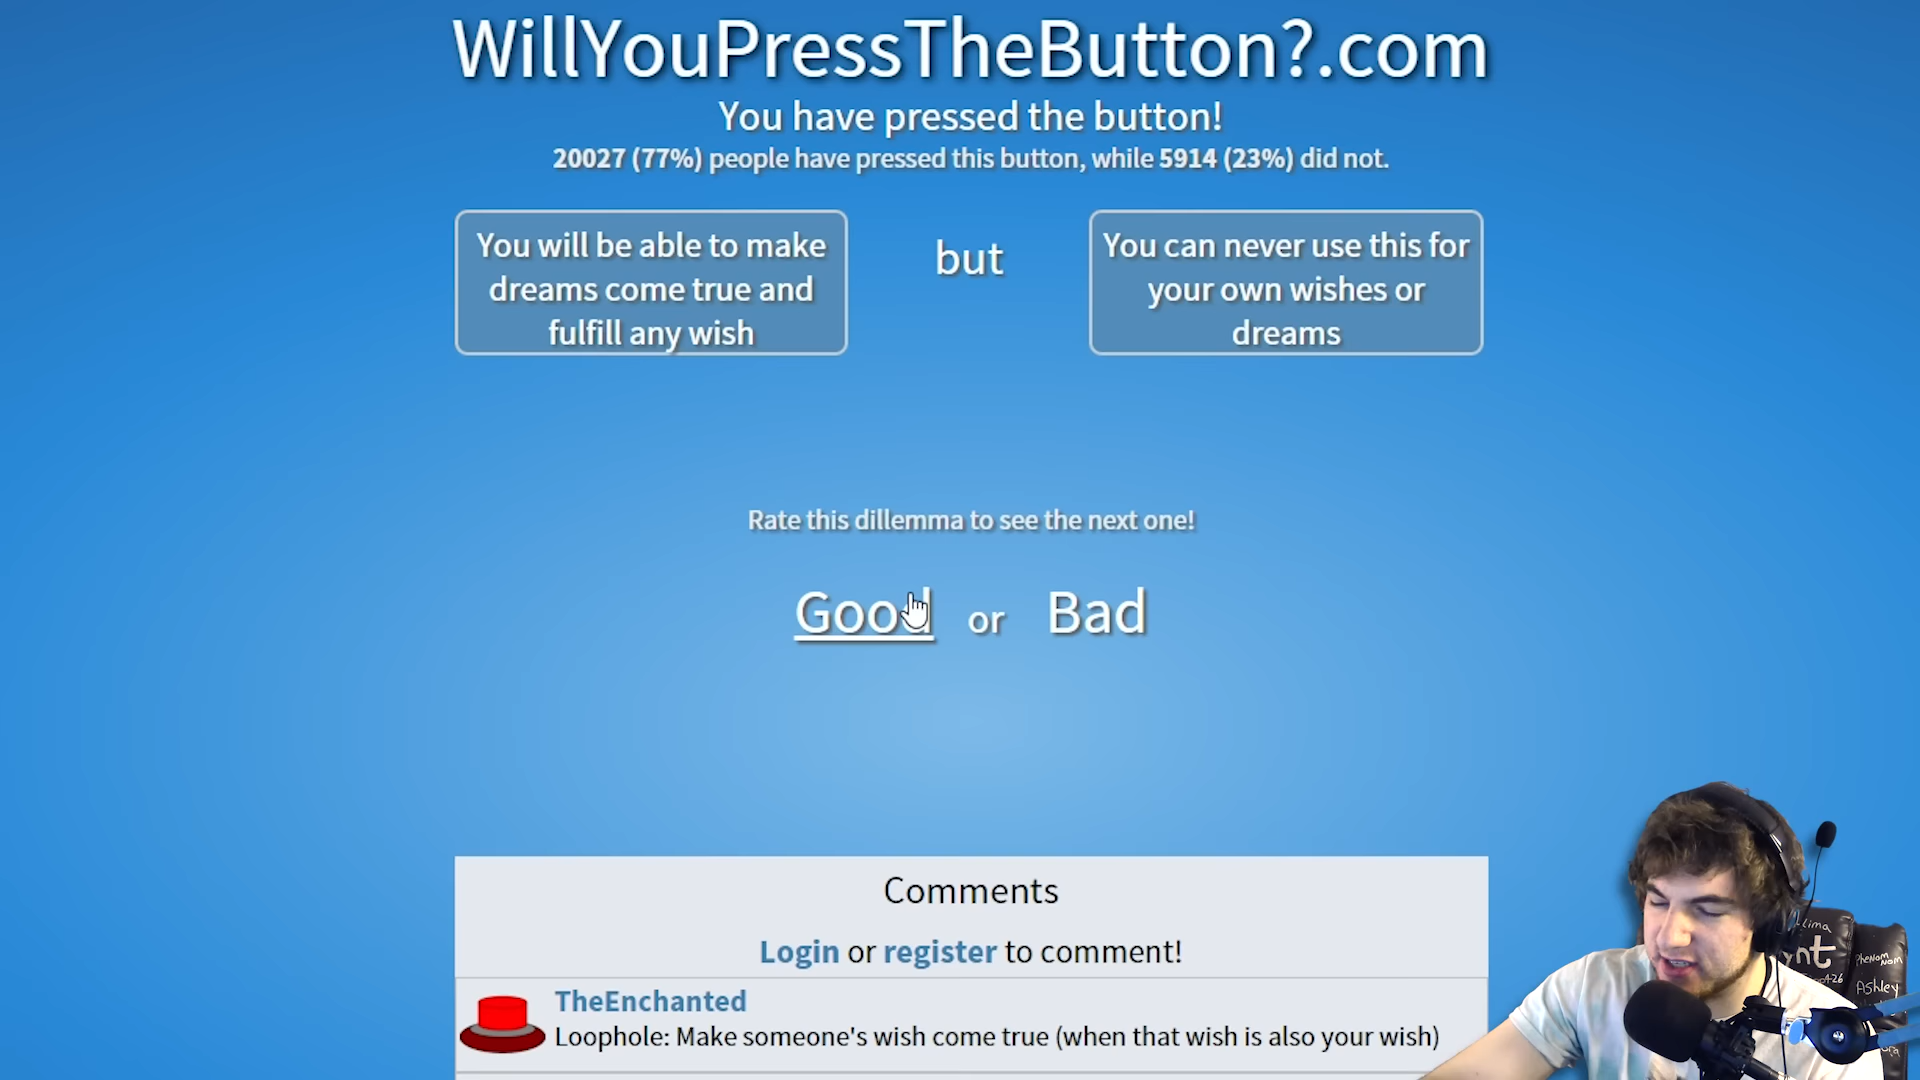 WillYouPressTheButton?.com
You have pressed the button!
20027 (77%) people have pressed this button, while 5914 (23%) did not.
You will be able to make
dreams come true and
fulfill any wish
but
You can never use this for
your own wishes or
dreams
Rate this dillemma to see the next one!
Good or Bad
Comments
Login or register to comment!
TheEnchanted
Loophole: Make someone's wish come true (when that wish is also your wish)
PheNom
Nom
Ashley